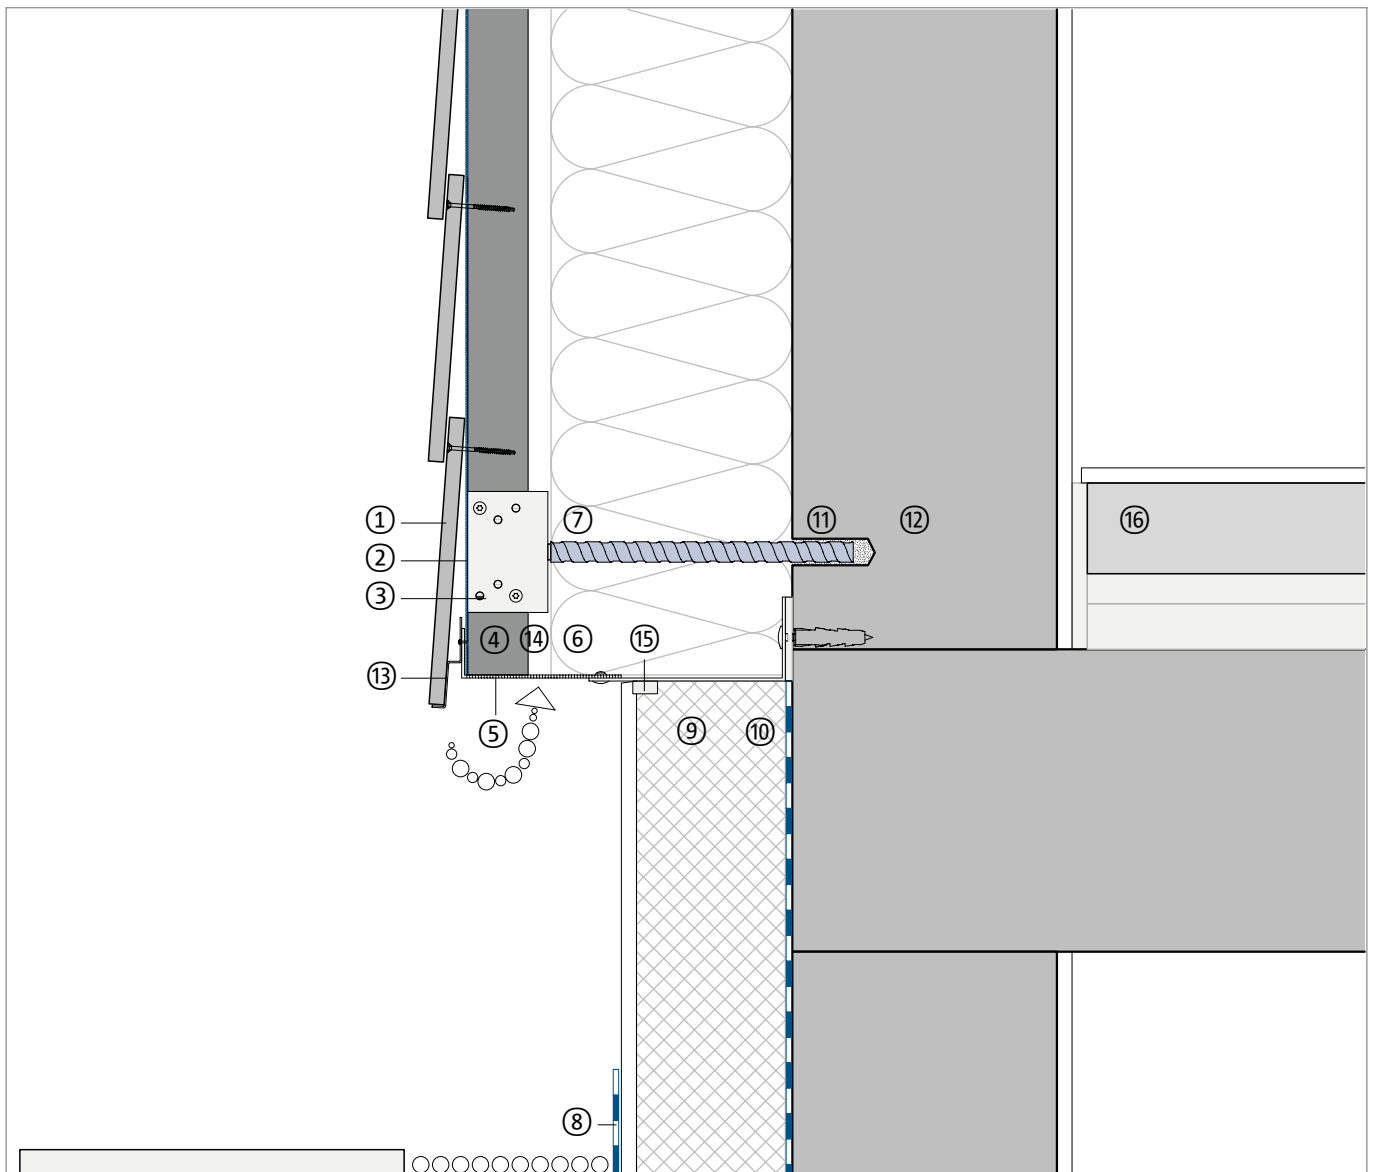 ① ⑦ ⑪ ⑫ ⑯
②
③
④ ⑭ ⑥ ⑮
⑬
⑤ ⑨ ⑩
⑧